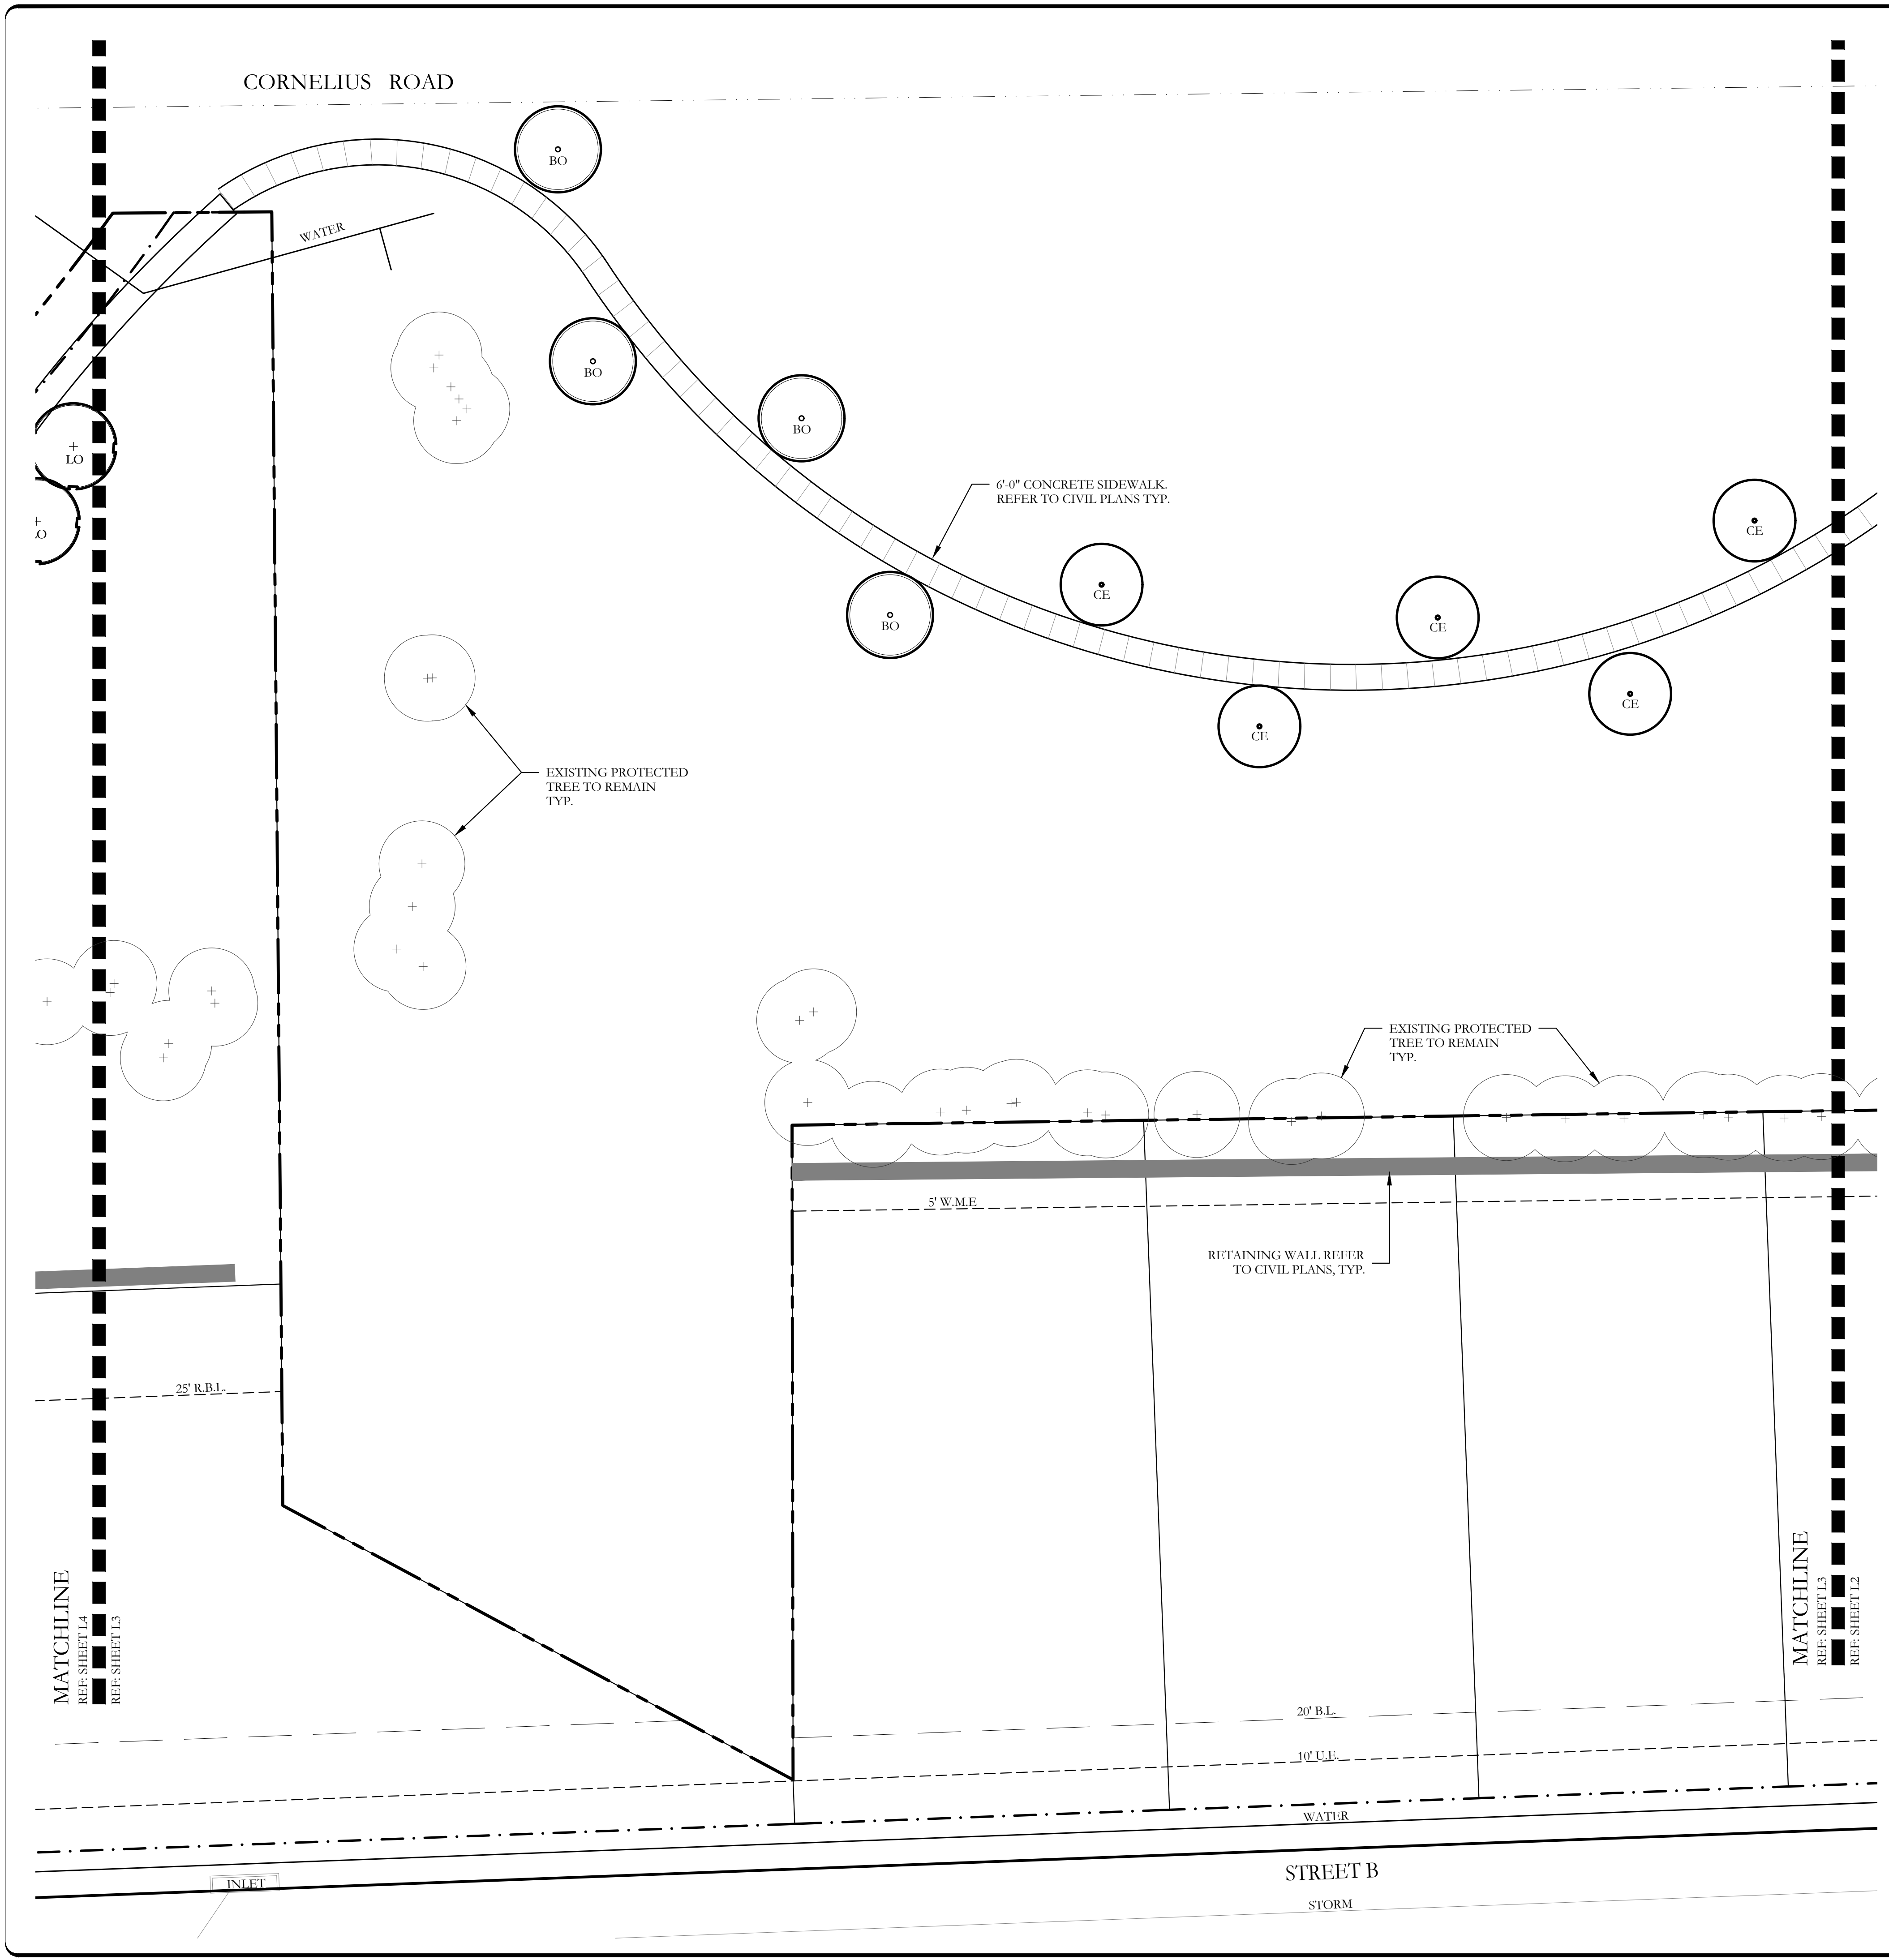 CORNELIUS ROAD
BO
WATER
BO
BO
LO
6'-0" CONCRETE SIDEWALK.
REFER TO CIVIL PLANS TYP.
CE
LO
CE
BO
CE
CE
CE
EXISTING PROTECTED
TREE TO REMAIN
TYP.
EXISTING PROTECTED
TREE TO REMAIN
TYP.
5' W.M.E
RETAINING WALL REFER
TO CIVIL PLANS, TYP.
25' R.B.L.
MATCHLINE
REF: SHEET L4
REF: SHEET L3
MATCHLINE
REF: SHEET L3
REF: SHEET L2
20' B.L.
10' U.E.
WATER
STREET B
INLET
STORM